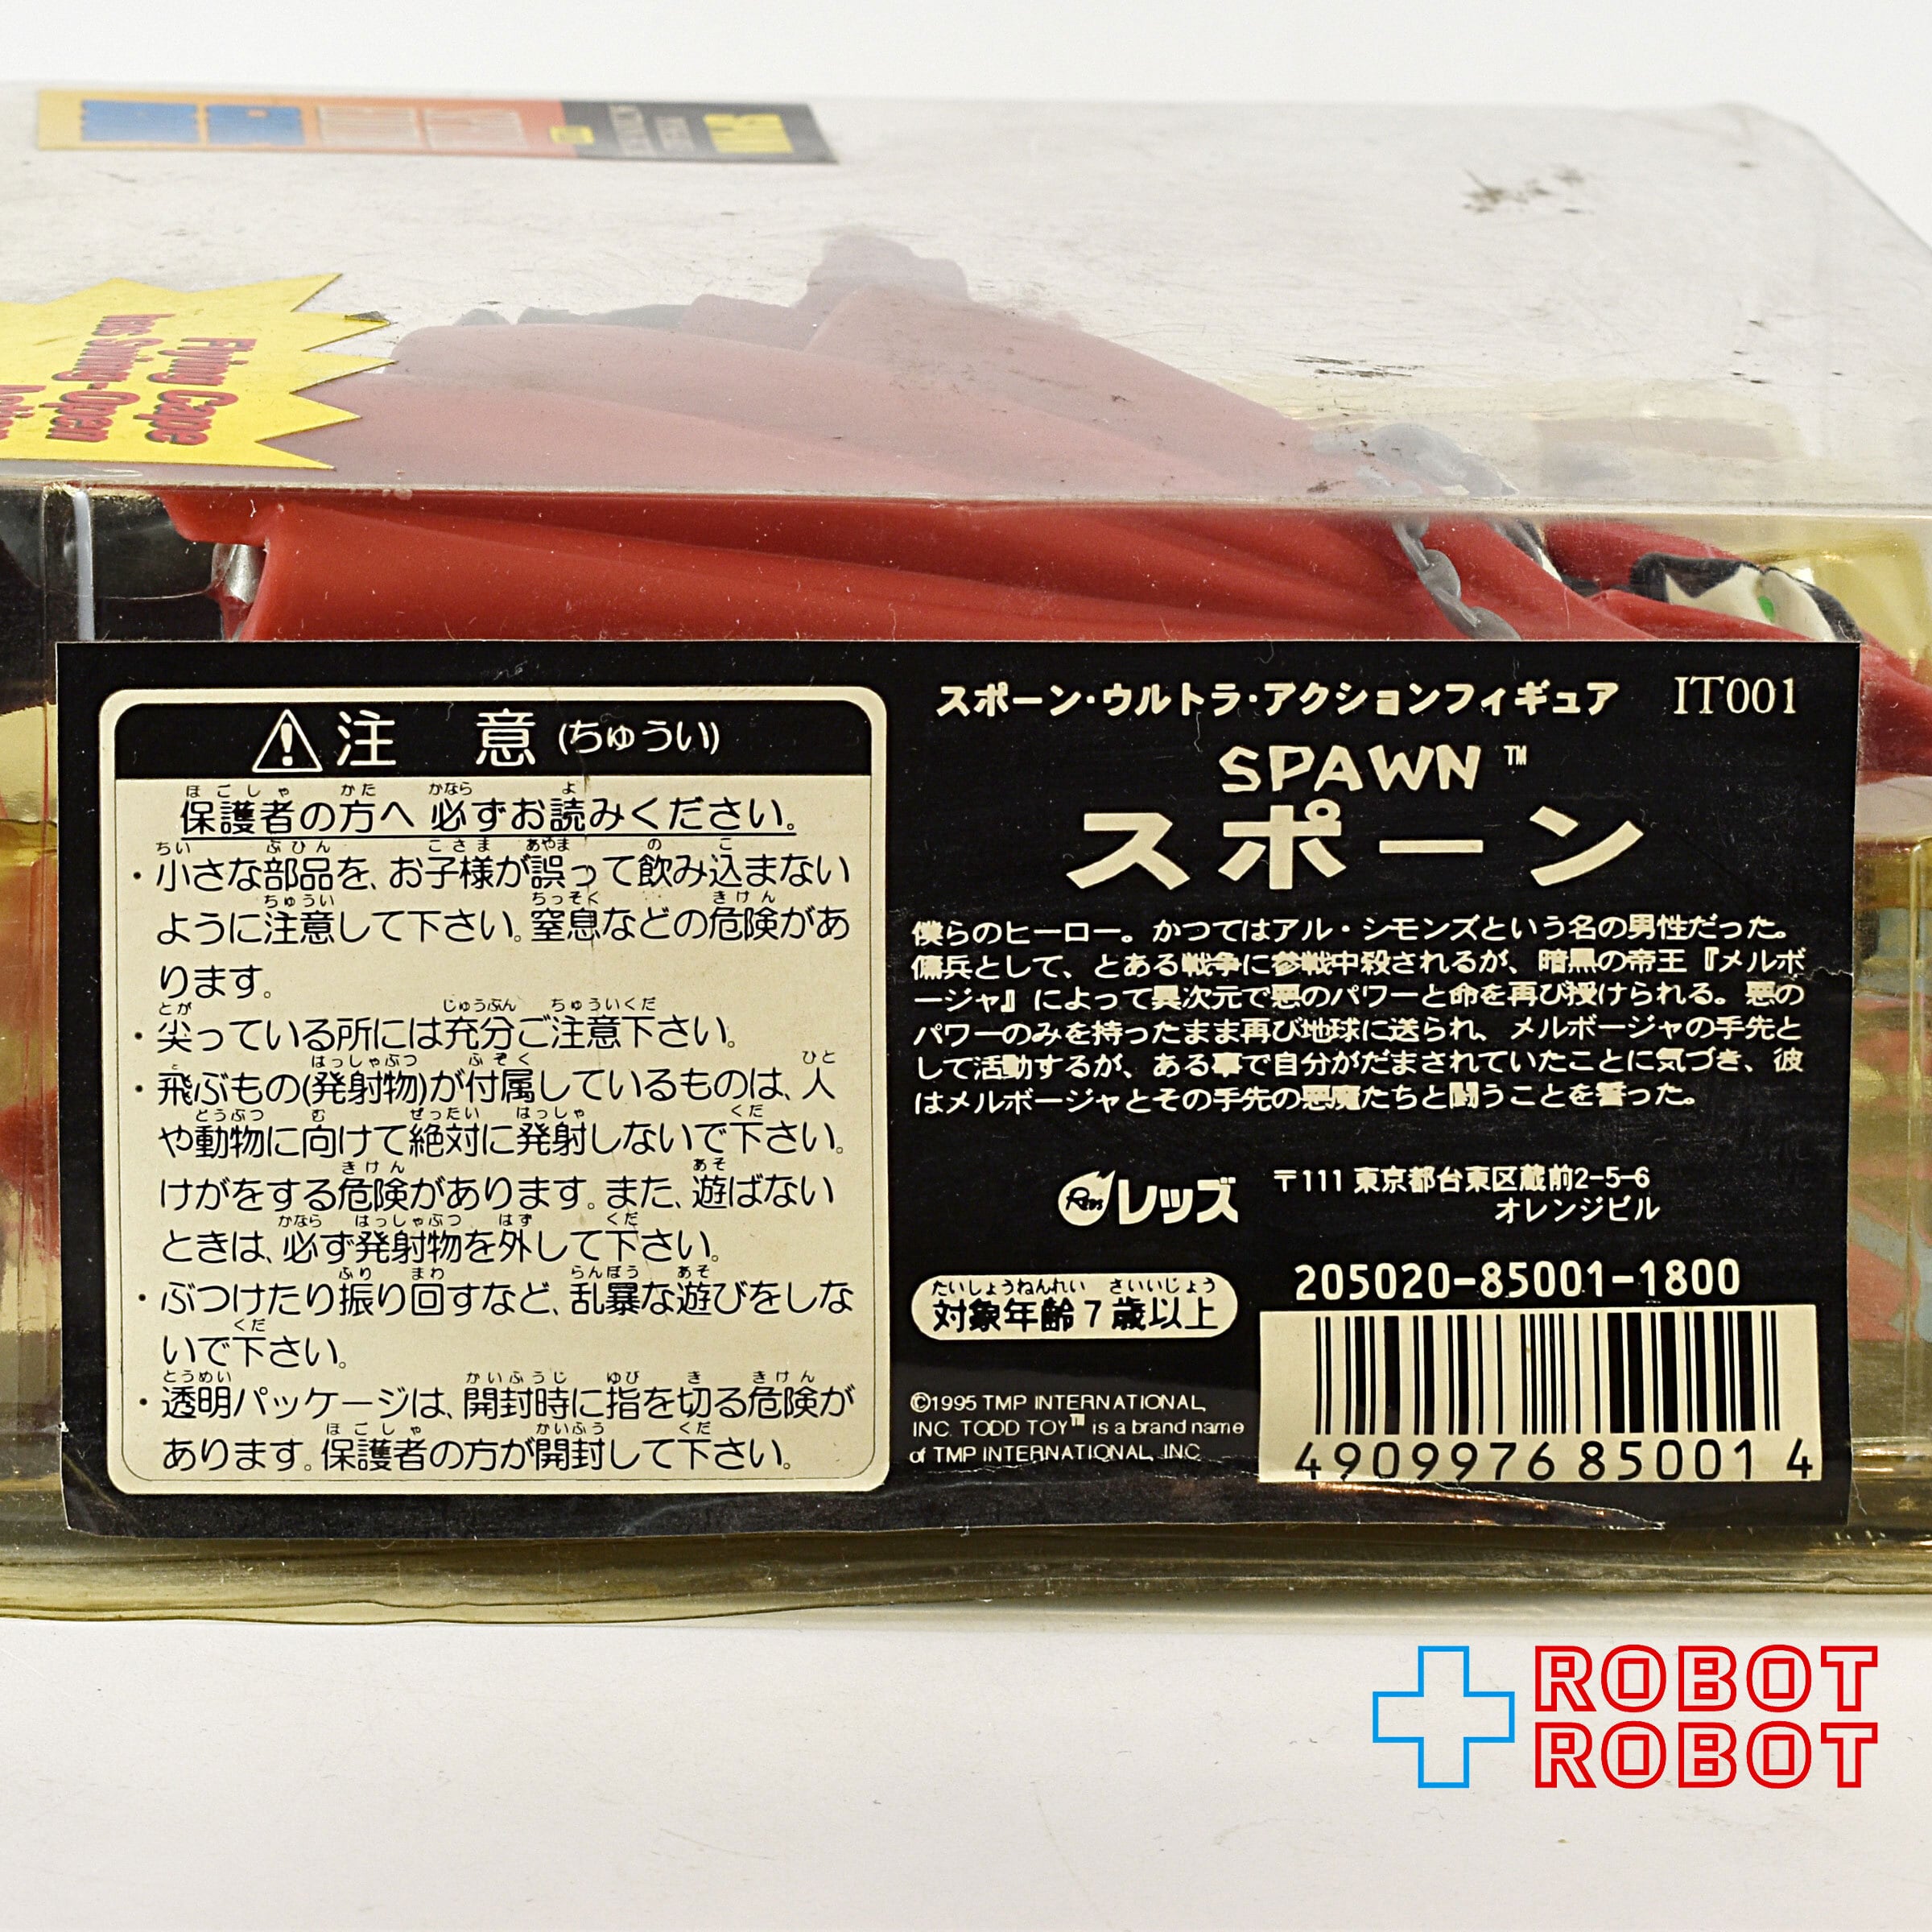 Flying Cape
has Swing-Open
注 意 (ちゅうい)
保護者の方へ 必ずお読みください。
・小さな部品を、お子様が誤って飲み込まない
ように注意して下さい。窒息などの危険があ
ります。
・尖っている所には充分ご注意下さい。
・飛ぶもの(発射物)が付属しているものは、人
や動物に向けて絶対に発射しないで下さい。
けがをする危険があります。また、遊ばない
ときは、必ず発射物を外して下さい。
・ぶつけたり振り回すなど、乱暴な遊びをしな
いで下さい。
・透明パッケージは、開封時に指を切る危険が
あります。保護者の方が開封して下さい。
スポーン・ウルトラ・アクションフィギュア IT001
SPAWN™
スポーン
僕らのヒーロー。かつてはアル・シモンズという名の男性だった。
傭兵として、とある戦争に参戦中殺されるが、暗黒の帝王『メルボ
ージャ』によって異次元で悪のパワーと命を再び授けられる。悪の
パワーのみを持ったまま再び地球に送られ、メルボージャの手先と
して活動するが、ある事で自分がだまされていたことに気づき、彼
はメルボージャとその手先の悪魔たちと闘うことを誓った。
レッズ
〒111 東京都台東区蔵前2-5-6
オレンジビル
対象年齢7歳以上
205020-85001-1800
©1995 TMP INTERNATIONAL,
INC. TODD TOY™ is a brand name
of TMP INTERNATIONAL, INC.
4909976850014
ROBOT
ROBOT